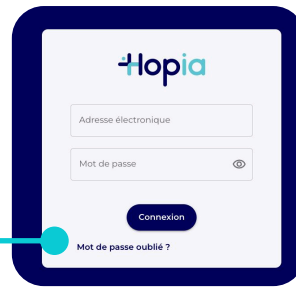 Hopia
Adresse électronique
Mot de passe
Connexion
Mot de passe oublié ?